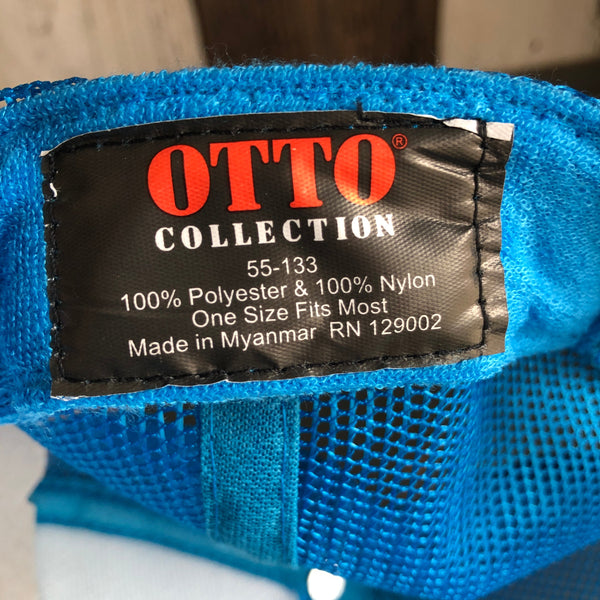 OTTO®
COLLECTION
55-133
100% Polyester & 100% Nylon
One Size Fits Most
Made in Myanmar RN 129002